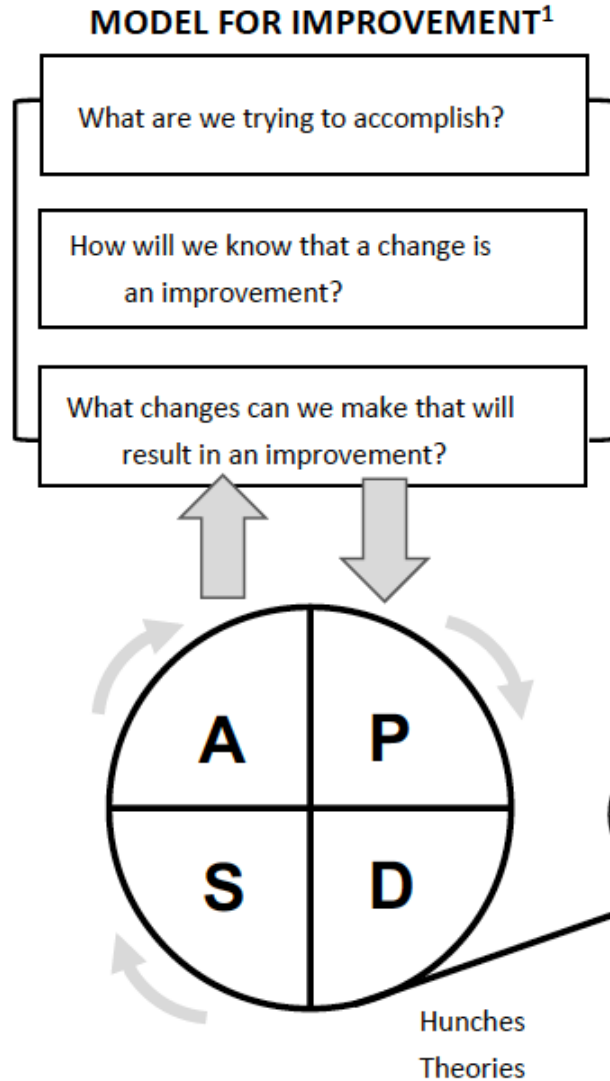 MODEL FOR IMPROVEMENT¹
What are we trying to accomplish?
How will we know that a change is
an improvement?
What changes can we make that will
result in an improvement?
A P
S D
Hunches
Theories